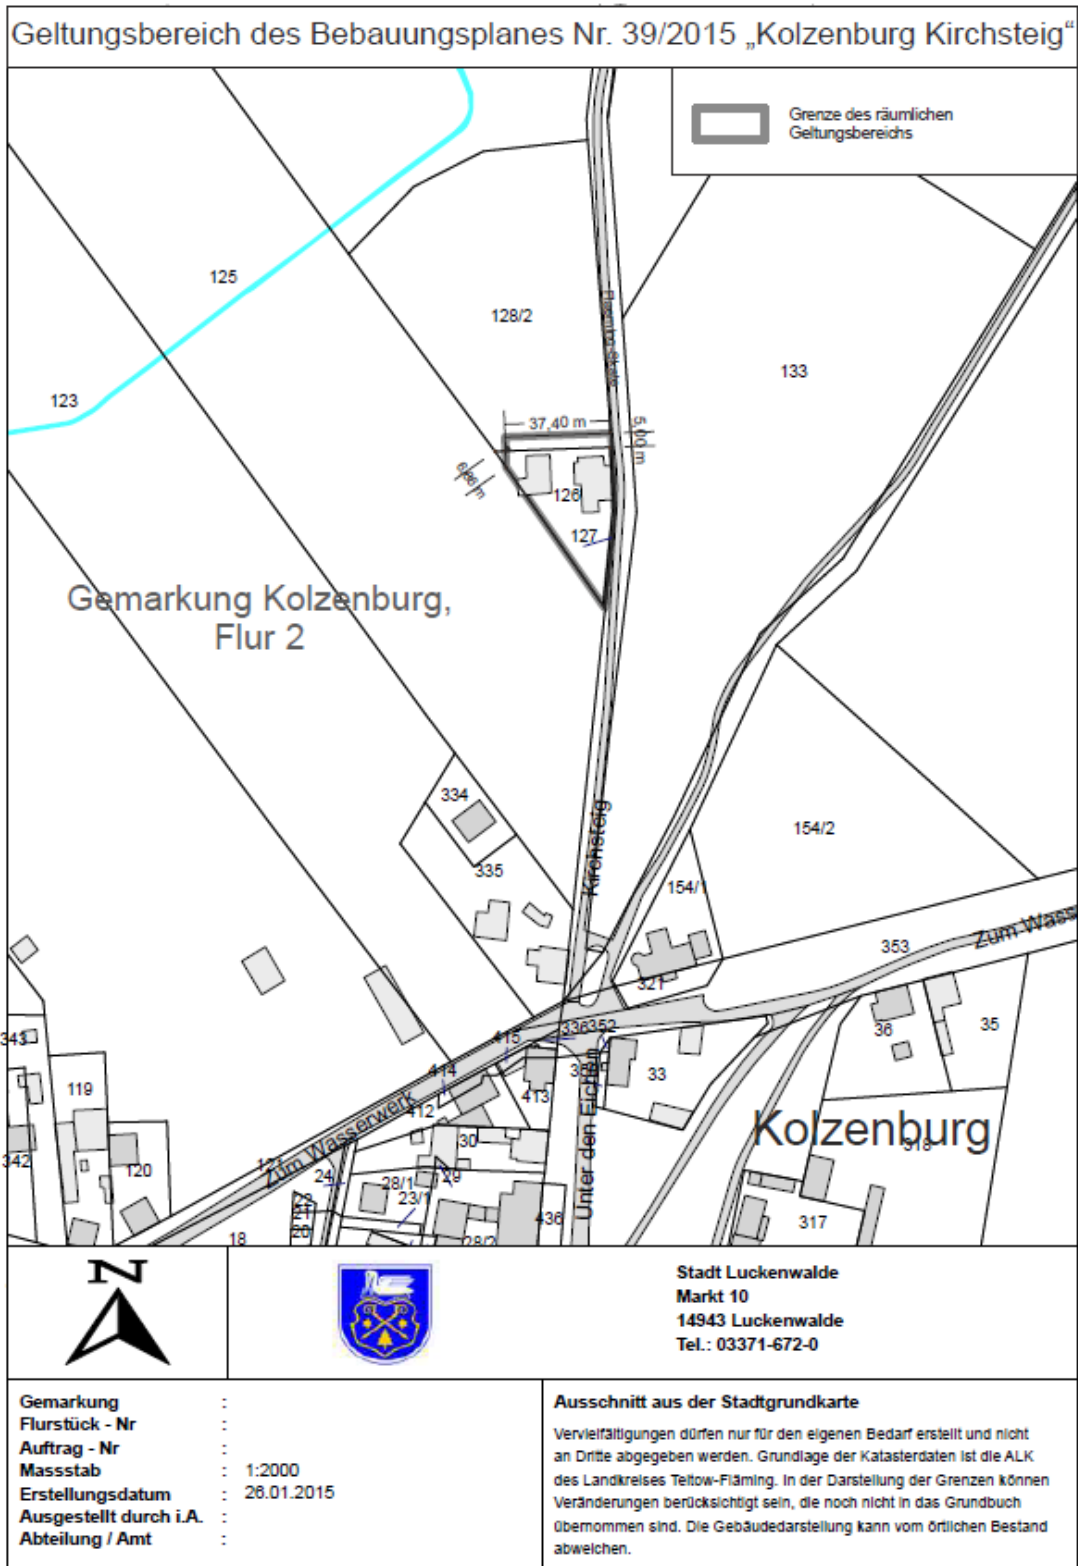 Geltungsbereich des Bebauungsplanes Nr. 39/2015 „Kolzenburg Kirchsteig“
Grenze des räumlichen
Geltungsbereichs
125
128/2
123
133
37,40 m
5,00 m
6,86 m
126
127
Gemarkung Kolzenburg,
Flur 2
334
335
Kirchsteig
154/2
154/1
353
Zum Wass
321
336
352
415
414
412
413
33
36
35
343
119
342
120
Zum Wasserwerk
Unter den Eichen
Kolzenburg
318
317
30
29
24
28/1
23/1
22
21
20
18
28/2
436
N
Stadt Luckenwalde
Markt 10
14943 Luckenwalde
Tel.: 03371-672-0
Gemarkung :
Flurstück - Nr :
Auftrag - Nr :
Massstab : 1:2000
Erstellungsdatum : 26.01.2015
Ausgestellt durch i.A. :
Abteilung / Amt :
Ausschnitt aus der Stadtgrundkarte
Vervielfältigungen dürfen nur für den eigenen Bedarf erstellt und nicht
an Dritte abgegeben werden. Grundlage der Katasterdaten ist die ALK
des Landkreises Teltow-Fläming. In der Darstellung der Grenzen können
Veränderungen berücksichtigt sein, die noch nicht in das Grundbuch
übernommen sind. Die Gebäudedarstellung kann vom örtlichen Bestand
abweichen.